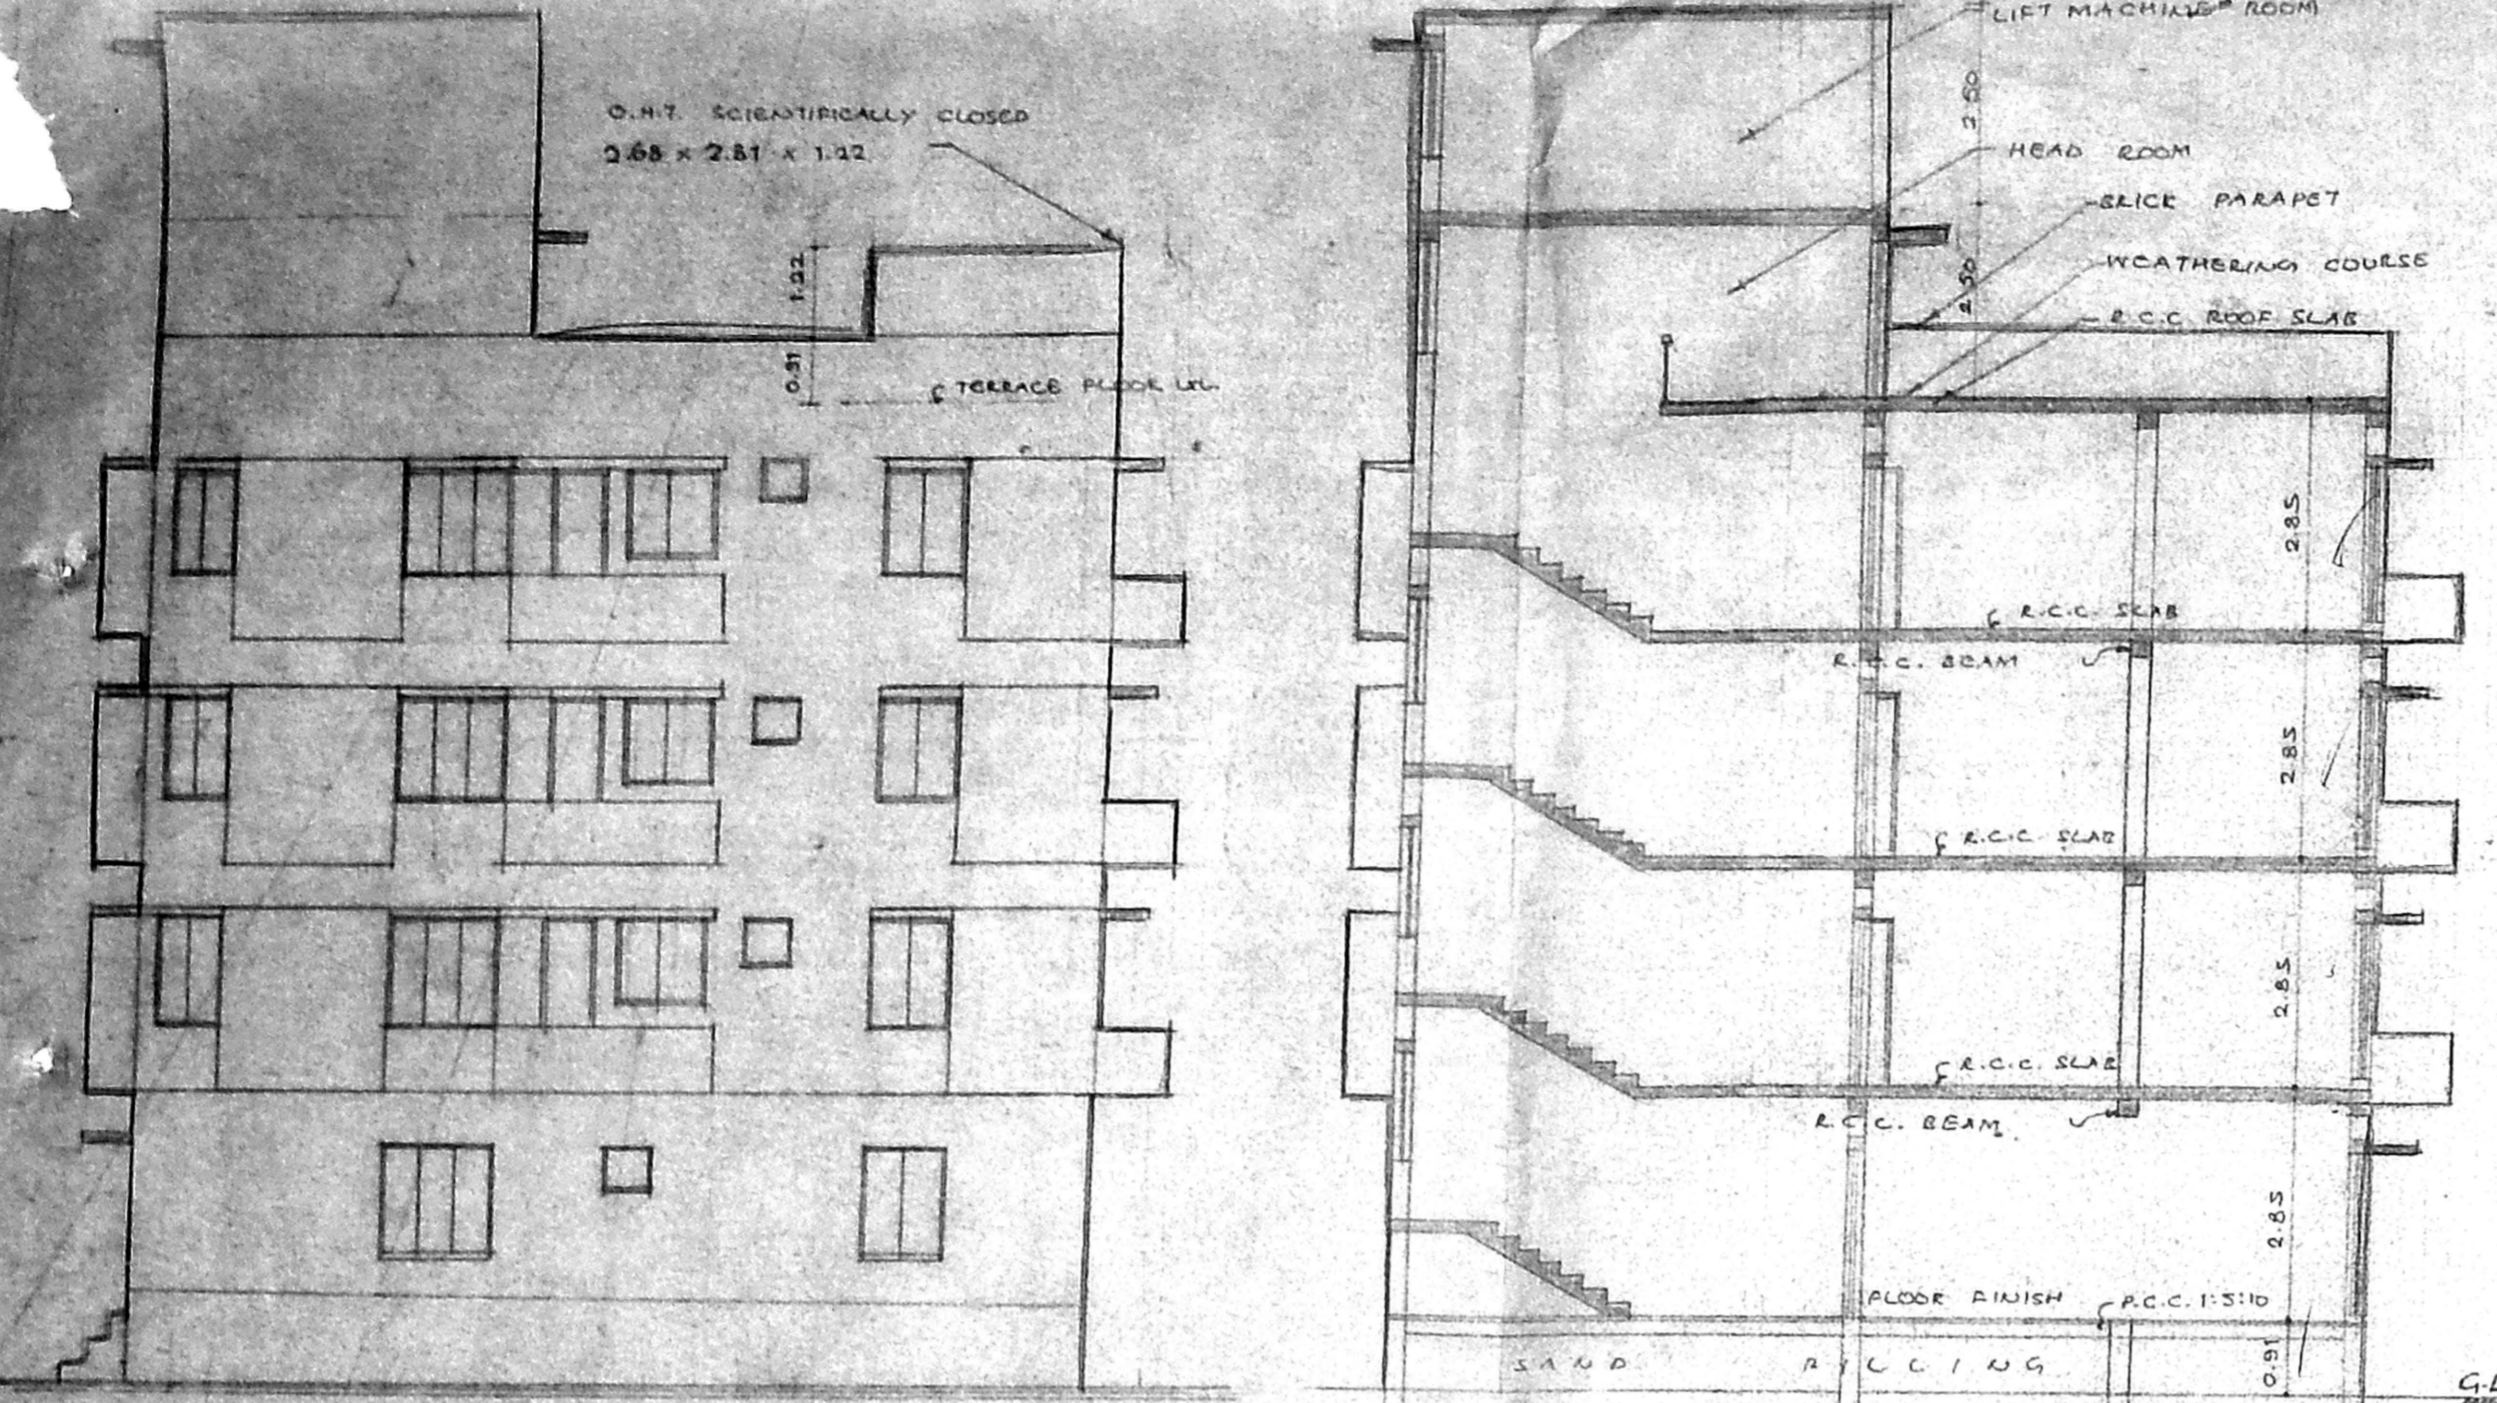 O.H.T. SCIENTIFICALLY CLOSED
2.68 x 2.81 x 1.22
1.22
0.91
TERRACE FLOOR LVL.
LIFT MACHINE ROOM
2.50
HEAD ROOM
BRICK PARAPET
WEATHERING COURSE
2.50
R.C.C. ROOF SLAB
2.85
R.C.C. SLAB
R.C.C. BEAM
2.85
R.C.C. SLAB
2.85
R.C.C. SLAB
R.C.C. BEAM
2.85
FLOOR FINISH
P.C.C. 1:5:10
SAND FILLING
0.91
G.L